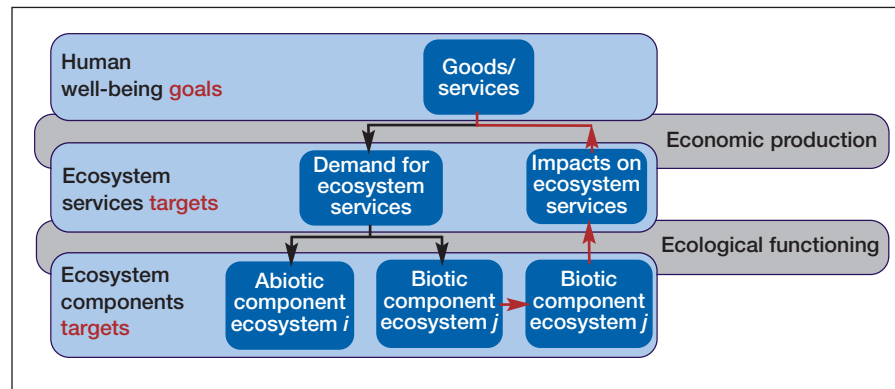 Human
well-being goals
Goods/
services
Economic production
Ecosystem
services targets
Demand for
ecosystem
services
Impacts on
ecosystem
services
Ecological functioning
Ecosystem
components
targets
Abiotic
component
ecosystem i
Biotic
component
ecosystem j
Biotic
component
ecosystem j